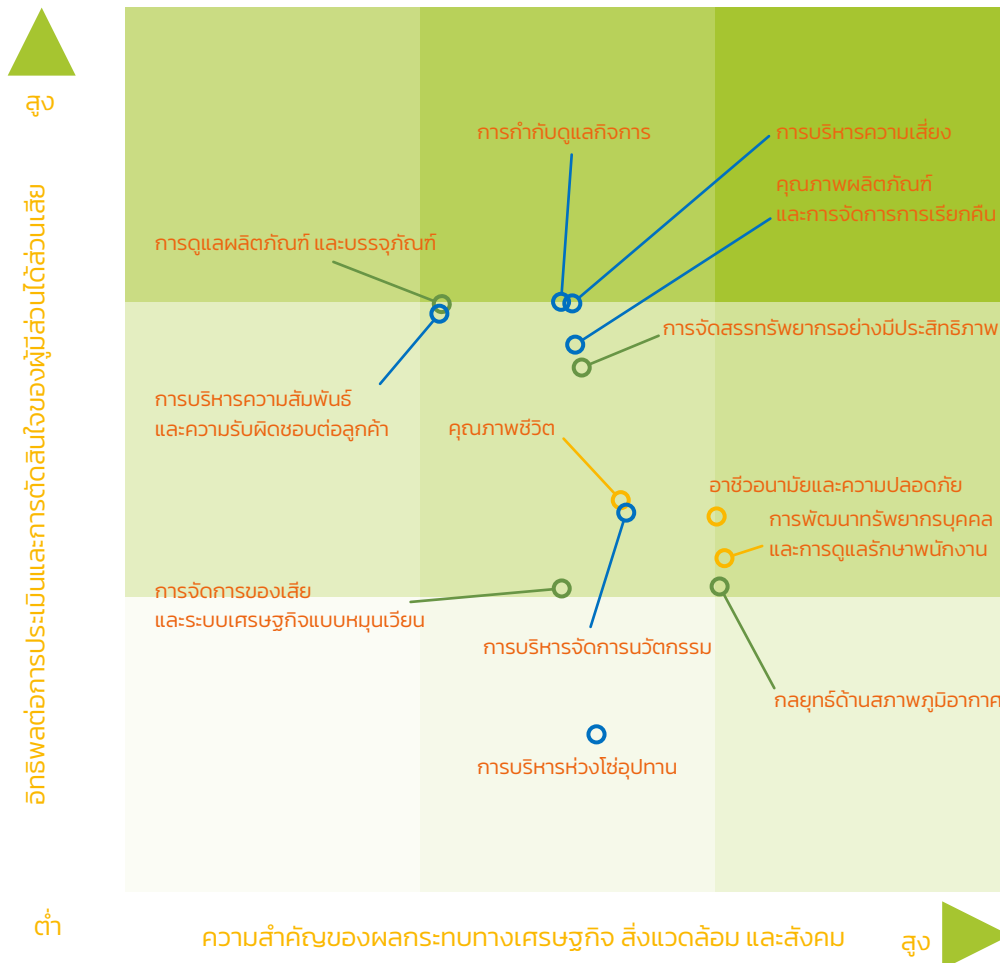 สูง
อิทธิพลต่อการประเมินและการตัดสินใจของผู้มีส่วนได้ส่วนเสีย
การกำกับดูแลกิจการ
การบริหารความเสี่ยง
คุณภาพผลิตภัณฑ์
และการจัดการการเรียกคืน
การดูแลผลิตภัณฑ์ และบรรจุภัณฑ์
การจัดสรรทรัพยากรอย่างมีประสิทธิภาพ
การบริหารความสัมพันธ์
และความรับผิดชอบต่อลูกค้า
คุณภาพชีวิต
อาชีวอนามัยและความปลอดภัย
การพัฒนาทรัพยากรบุคคล
และการดูแลรักษาพนักงาน
การจัดการของเสีย
และระบบเศรษฐกิจแบบหมุนเวียน
การบริหารจัดการนวัตกรรม
กลยุทธ์ด้านสภาพภูมิอากาศ
การบริหารห่วงโซ่อุปทาน
ต่ำ
ความสำคัญของผลกระทบทางเศรษฐกิจ สิ่งแวดล้อม และสังคม
สูง